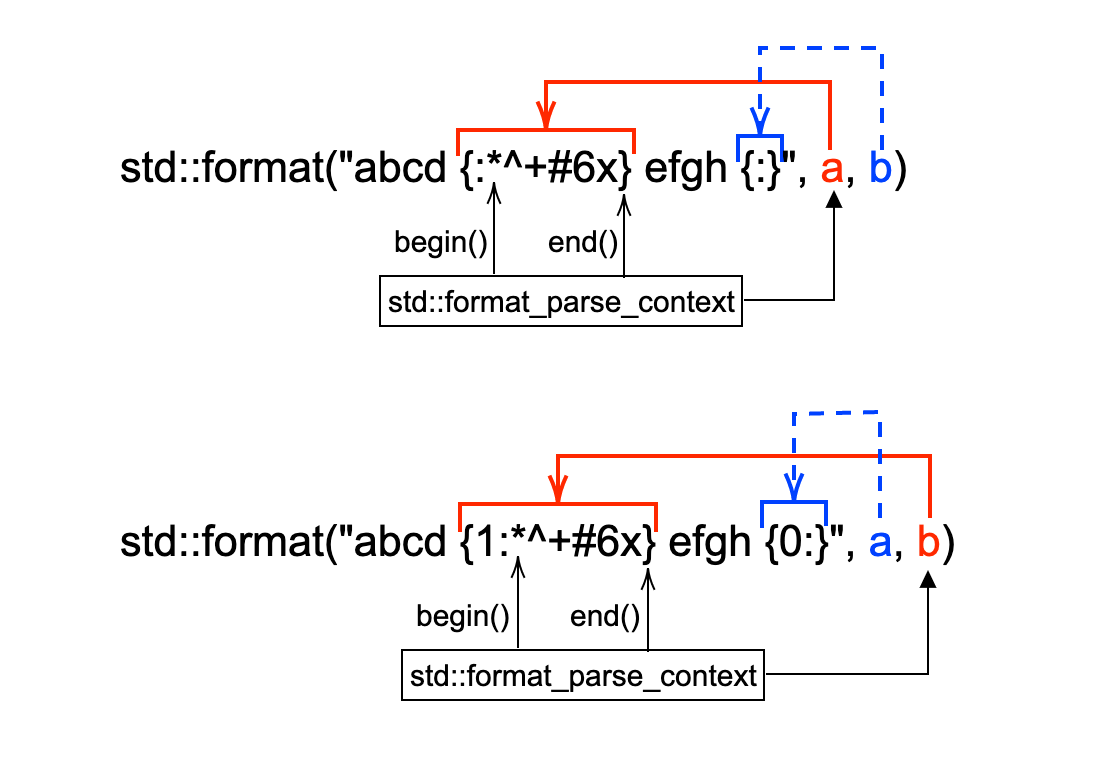 std::format("abcd {:*^+#6x} efgh {:}", a, b)
begin() end()
std::format_parse_context
std::format("abcd {1:*^+#6x} efgh {0:}", a, b)
begin() end()
std::format_parse_context